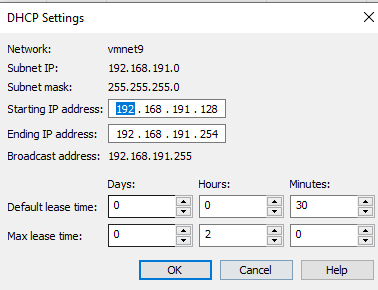 DHCP Settings
Network: vmnet9
Subnet IP: 192.168.191.0
Subnet mask: 255.255.255.0
Starting IP address: 192 . 168 . 191 . 128
Ending IP address: 192 . 168 . 191 . 254
Broadcast address: 192.168.191.255
Days: Hours: Minutes:
Default lease time: 0 0 30
Max lease time: 0 2 0
OK Cancel Help